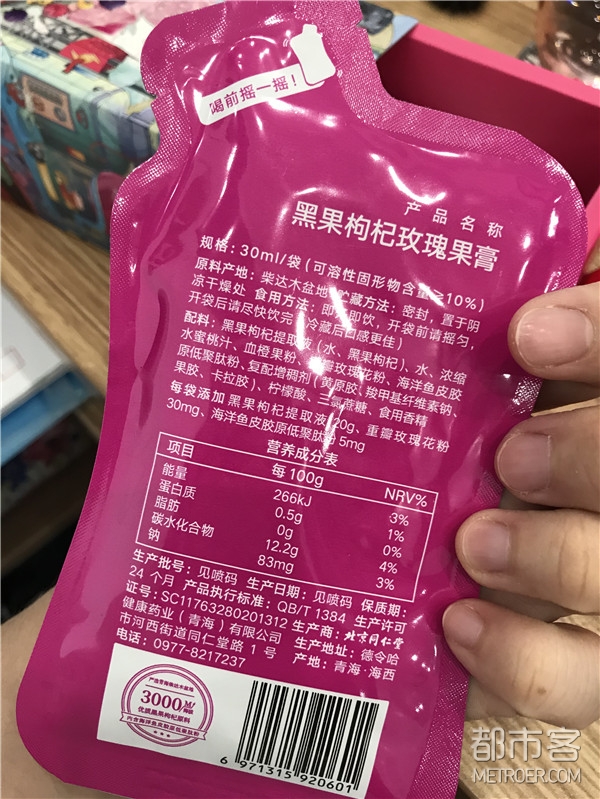 喝前摇一摇!
产品名称
黑果枸杞玫瑰果膏
规格:30ml/袋(可溶性固形物含量≥10%)
原料产地:柴达木盆地 贮藏方法:密封,置于阴
凉干燥处 食用方法:即开即饮,开袋前请摇匀,
开袋后请尽快饮完(冷藏后口感更佳)
配料:黑果枸杞提取液(水、黑果枸杞)、水、浓缩
水蜜桃汁、血橙果粉、重瓣玫瑰花粉、海洋鱼皮胶
原低聚肽粉、复配增稠剂(黄原胶、羧甲基纤维素钠、
果胶、卡拉胶)、柠檬酸、三氯蔗糖、食用香精
每袋添加黑果枸杞提取液 20g、重瓣玫瑰花粉
30mg、海洋鱼皮胶原低聚肽粉 5mg
营养成分表
项目 每100g NRV%
能量 266kJ 3%
蛋白质 0.5g 1%
脂肪 0g 0%
碳水化合物 12.2g 4%
钠 83mg 3%
生产批号:见喷码 生产日期:见喷码 保质期:
24 个月 产品执行标准:QB/T 1384 生产许可
证号:SC11763280201312 生产商:北京同仁堂
健康药业(青海)有限公司 生产地址:德令哈
市河西街道同仁堂路 1 号 产地:青海·海西
电话:0977-8217237
3000
优质黑果枸杞原料
6 971315 920601
都市客
METROER.COM